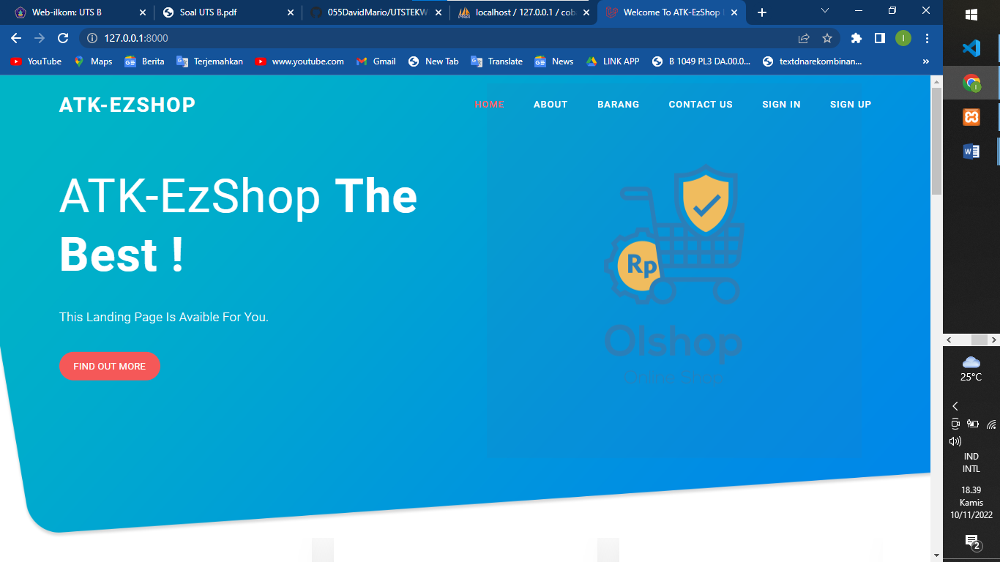 Web-ilkom: UTS B
Soal UTS B.pdf
055DavidMario/UTSTEKW
localhost / 127.0.0.1 / cob
Welcome To ATK-EzShop
127.0.0.1:8000
YouTube
Maps
Berita
Terjemahkan
www.youtube.com
Gmail
New Tab
Translate
News
LINK APP
B 1049 PL3 DA.00.0...
textdnarekombinan...
»
I
ATK-EZSHOP
HOME ABOUT BARANG CONTACT US SIGN IN SIGN UP
ATK-EzShop The
Best !
This Landing Page Is Avaible For You.
FIND OUT MORE
Rp
Olshop
Online Shop
25°C
IND
INTL
18.39
Kamis
10/11/2022
2